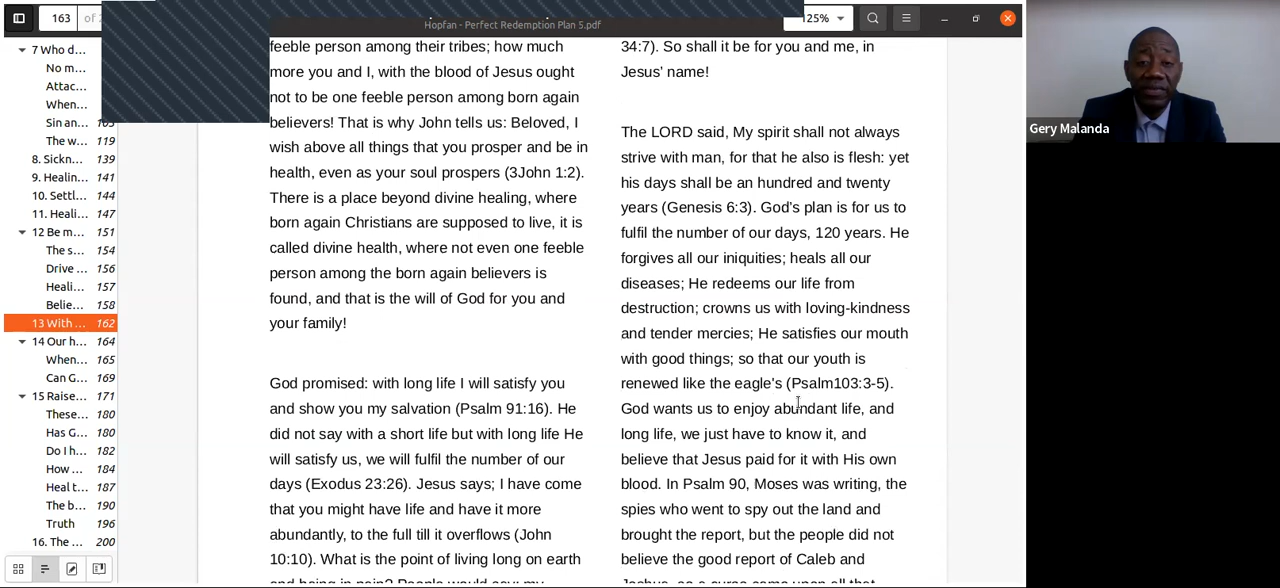 163
of
Hopfan - Perfect Redemption Plan 5.pdf
125%
7 Who d...
No m...
Attac...
When...
Sin an... 105
The w... 119
8. Sickn... 139
9. Healin... 141
10. Settl... 144
11. Heali... 147
12 Be m... 151
The s... 154
Drive ... 156
Heali... 157
Belie... 158
13 With ... 162
14 Our h... 164
When... 165
Can G... 169
15 Raise... 171
These... 180
Has G... 180
Do I h... 182
How ... 184
Heal t... 187
The b... 190
Truth 196
16. The ... 200
feeble person among their tribes; how much
more you and I, with the blood of Jesus ought
not to be one feeble person among born again
believers! That is why John tells us: Beloved, I
wish above all things that you prosper and be in
health, even as your soul prospers (3John 1:2).
There is a place beyond divine healing, where
born again Christians are supposed to live, it is
called divine health, where not even one feeble
person among the born again believers is
found, and that is the will of God for you and
your family!
God promised: with long life I will satisfy you
and show you my salvation (Psalm 91:16). He
did not say with a short life but with long life He
will satisfy us, we will fulfil the number of our
days (Exodus 23:26). Jesus says; I have come
that you might have life and have it more
abundantly, to the full till it overflows (John
10:10). What is the point of living long on earth
and being in pain? People would say: my
34:7). So shall it be for you and me, in
Jesus' name!
The LORD said, My spirit shall not always
strive with man, for that he also is flesh: yet
his days shall be an hundred and twenty
years (Genesis 6:3). God's plan is for us to
fulfil the number of our days, 120 years. He
forgives all our iniquities; heals all our
diseases; He redeems our life from
destruction; crowns us with loving-kindness
and tender mercies; He satisfies our mouth
with good things; so that our youth is
renewed like the eagle's (Psalm103:3-5).
God wants us to enjoy abundant life, and
long life, we just have to know it, and
believe that Jesus paid for it with His own
blood. In Psalm 90, Moses was writing, the
spies who went to spy out the land and
brought the report, but the people did not
believe the good report of Caleb and
Joshua, so a curse came upon all that
Gery Malanda